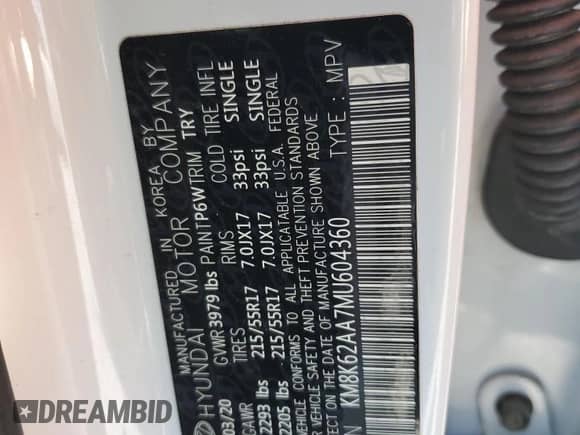 MANUFACTURED IN KOREA BY
HYUNDAI MOTOR COMPANY
03/20 GVWR 3979 lbs PAINT P6W TRIM TRY
GAWR TIRES RIMS COLD TIRE INFL
2293 lbs 215/55R17 7.0JX17 33psi SINGLE
2205 lbs 215/55R17 7.0JX17 33psi SINGLE
VEHICLE CONFORMS TO ALL APPLICABLE U.S.A. FEDERAL
VEHICLE SAFETY AND THEFT PREVENTION STANDARDS
ECT ON THE DATE OF MANUFACTURE SHOWN ABOVE
KM8K62AA7MU604360 TYPE : MPV
DREAMBID